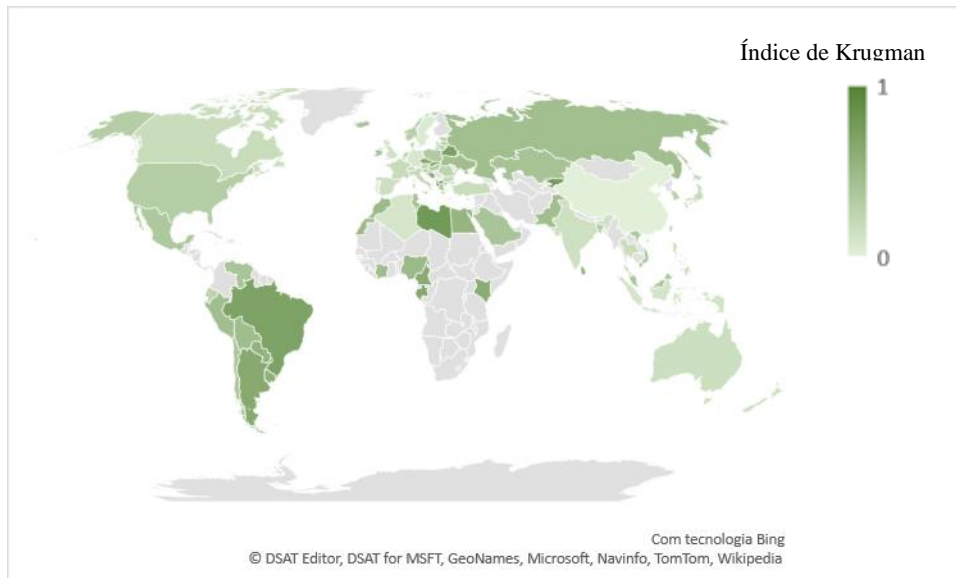 Índice de Krugman
1
0
Com tecnologia Bing
© DSAT Editor, DSAT for MSFT, GeoNames, Microsoft, Navinfo, TomTom, Wikipedia